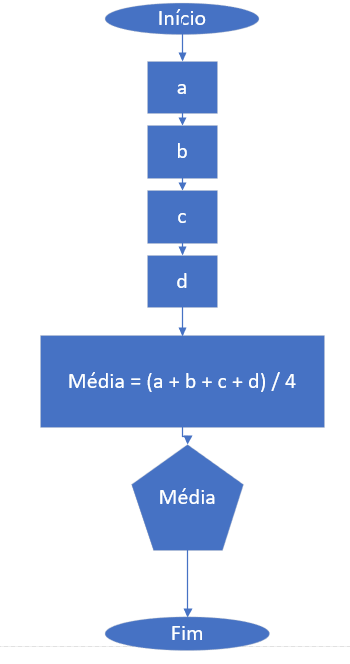 Início
a
b
c
d
Média = (a + b + c + d) / 4
Média
Fim